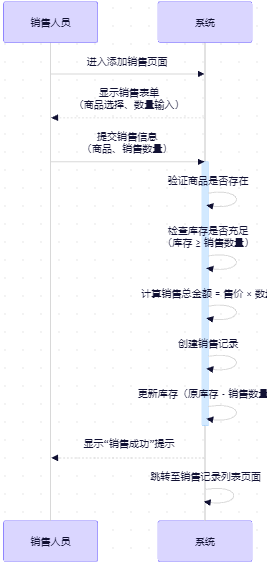 销售人员
系统
进入添加销售页面
显示销售表单
（商品选择、数量输入）
提交销售信息
（商品、销售数量）
验证商品是否存在
检查库存是否充足
（库存 ≥ 销售数量）
计算销售总金额 = 售价 × 数
创建销售记录
更新库存（原库存 - 销售数量
显示“销售成功”提示
跳转至销售记录列表页面
销售人员
系统